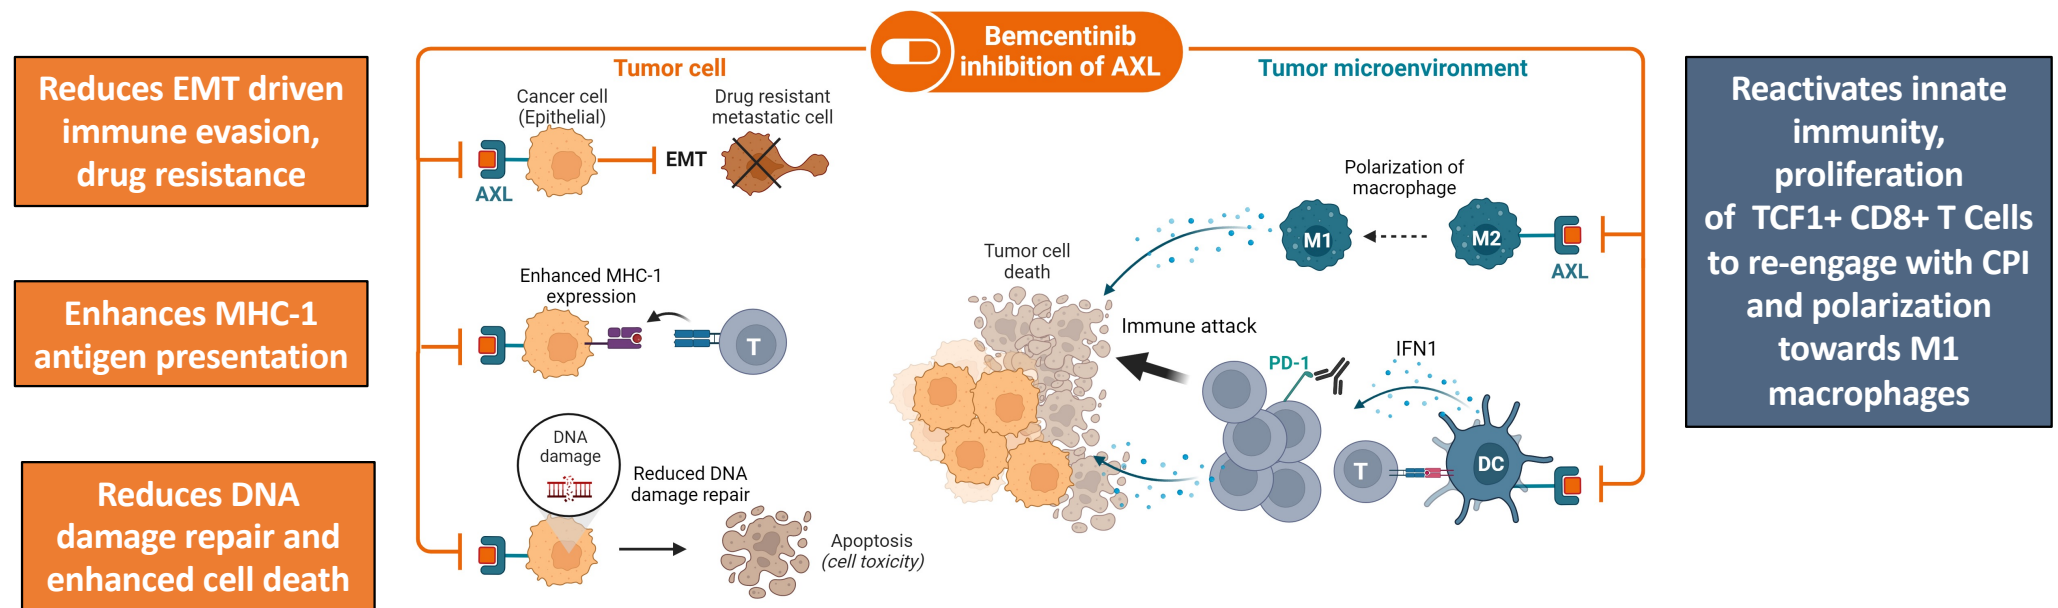 Bemcentinib
inhibition of AXL
Reduces EMT driven
immune evasion,
drug resistance
Enhances MHC-1
antigen presentation
Reduces DNA
damage repair and
enhanced cell death
Tumor cell
Cancer cell
(Epithelial)
Drug resistant
metastatic cell
EMT
AXL
Enhanced MHC-1
expression
T
DNA
damage
Reduced DNA
damage repair
Apoptosis
(cell toxicity)
Tumor microenvironment
Polarization of
macrophage
M1
M2
AXL
Tumor cell
death
Immune attack
PD-1
IFN1
T
DC
Reactivates innate
immunity,
proliferation
of TCF1+ CD8+ T Cells
to re-engage with CPI
and polarization
towards M1
macrophages